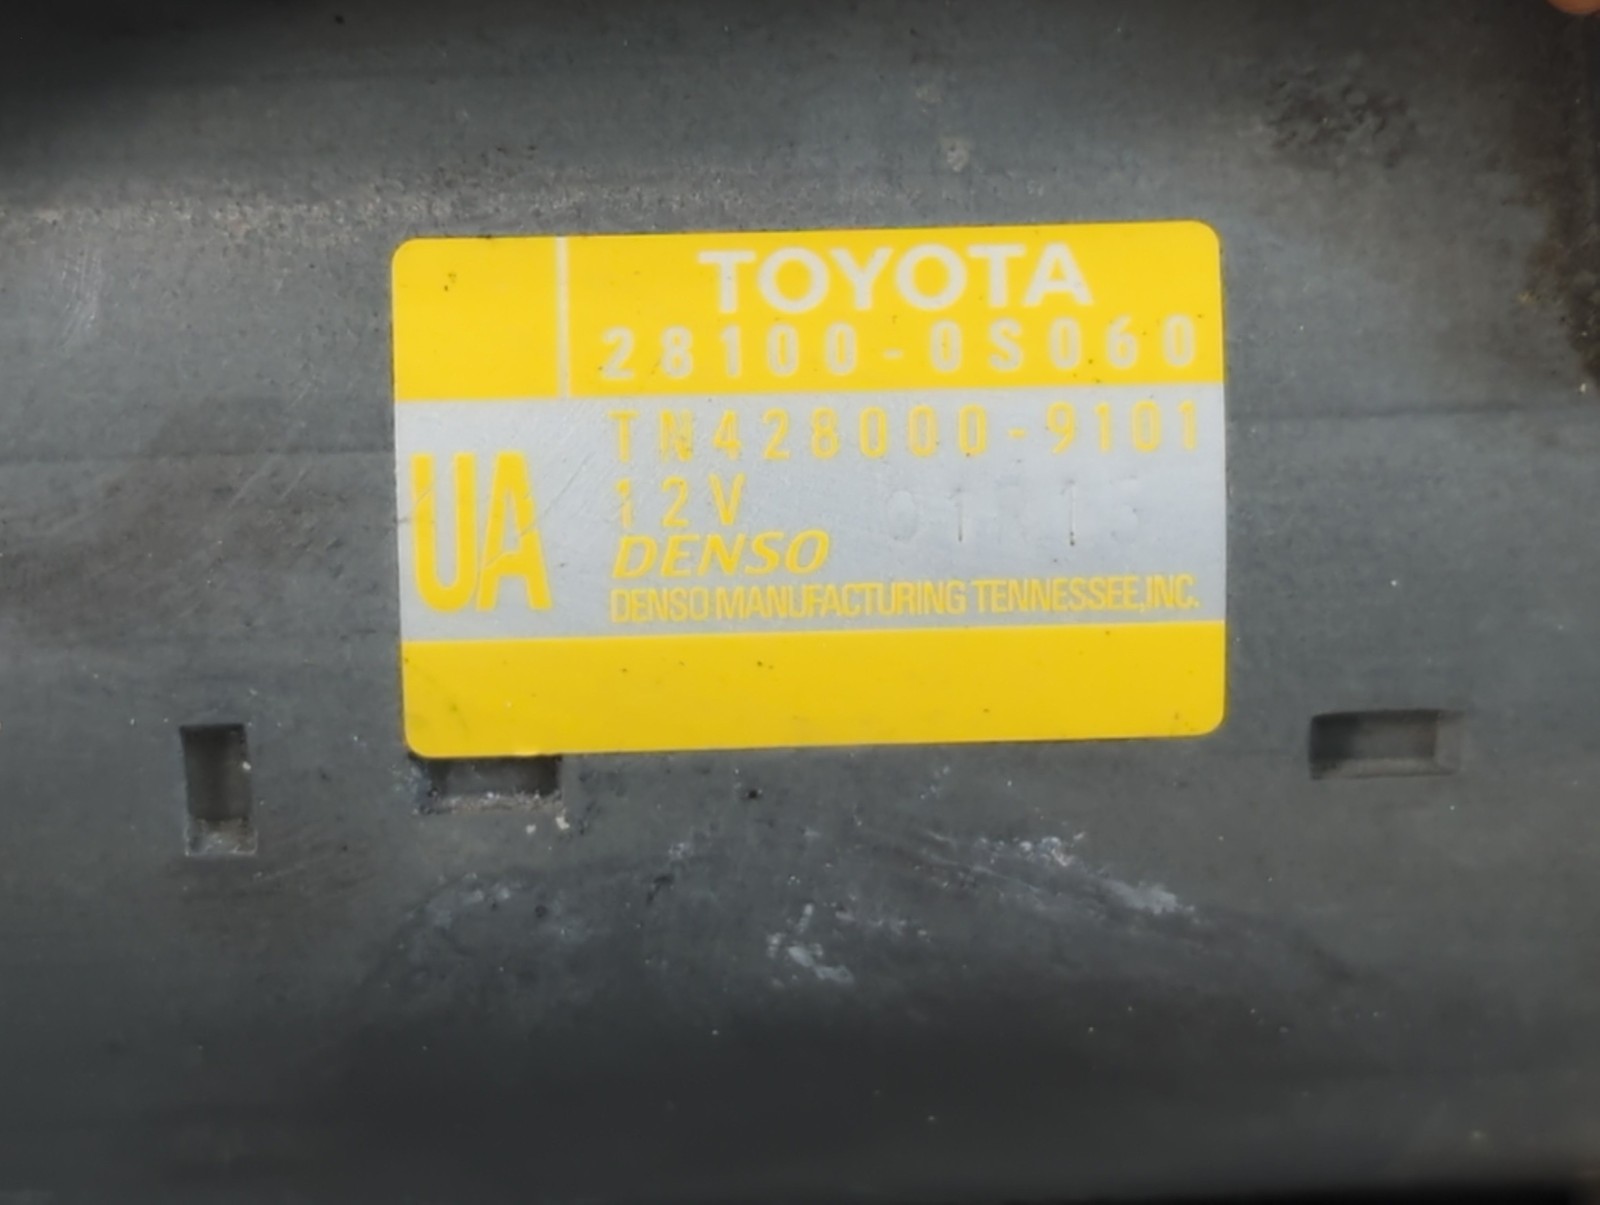 TOYOTA
28100-0S060
TN428000-9101
UA
12V
DENSO
DENSO MANUFACTURING TENNESSEE,INC.